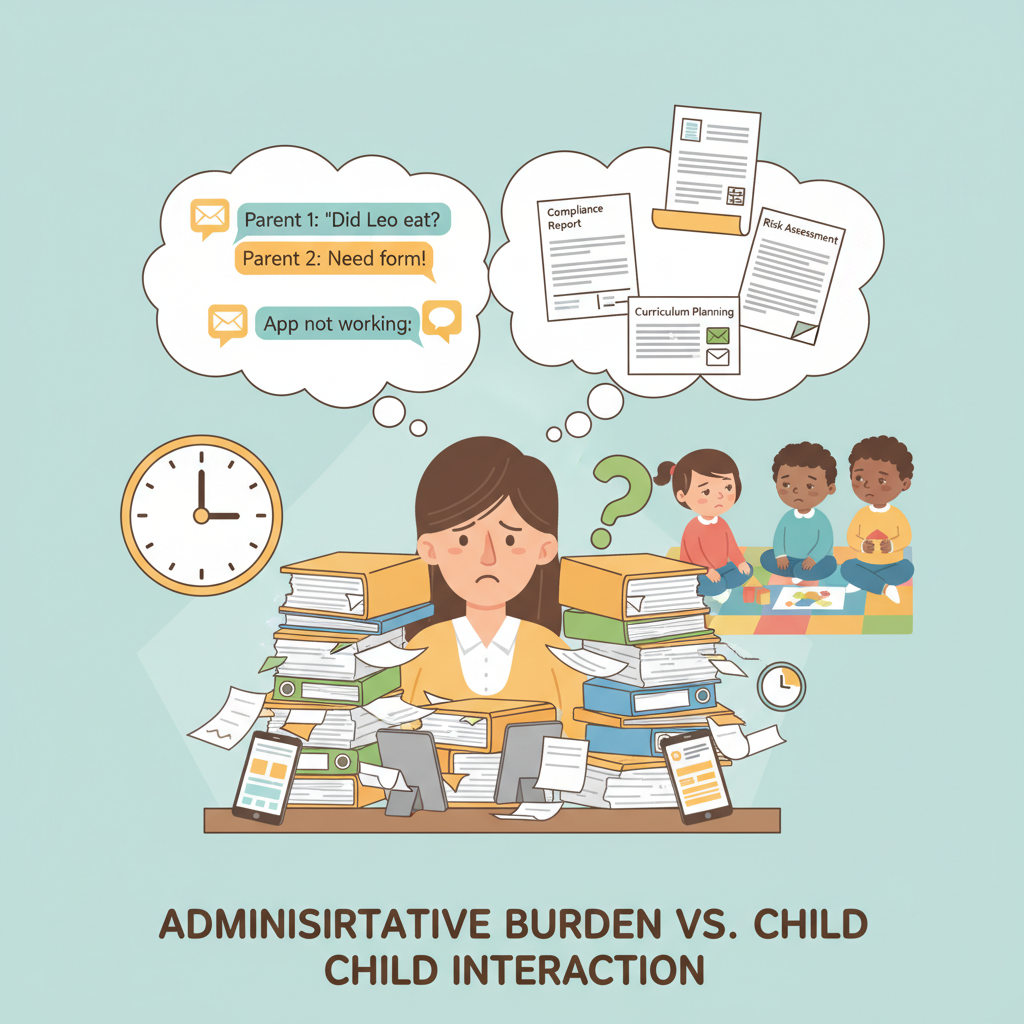 Parent 1: "Did Leo eat?
Parent 2: Need form!
App not working:
Compliance
Report
Risk Assessment
Curriculum Planning
ADMINISIRTATIVE BURDEN VS. CHILD
CHILD INTERACTION